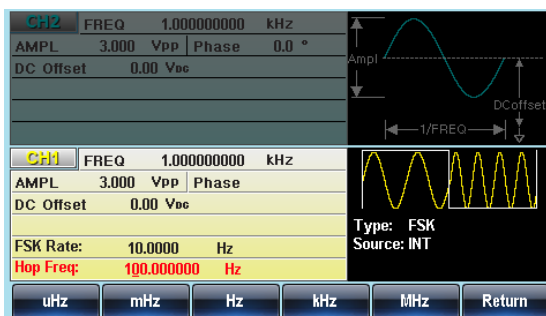 CH2 FREQ 1.000000000 kHz
AMPL 3.000 Vpp Phase 0.0 °
DC Offset 0.00 VDC
Ampl
DCoffset
1/FREQ
CH1 FREQ 1.000000000 kHz
AMPL 3.000 Vpp Phase
DC Offset 0.00 VDC
FSK Rate: 10.0000 Hz
Hop Freq: 100.000000 Hz
Type: FSK
Source: INT
uHz mHz Hz kHz MHz Return